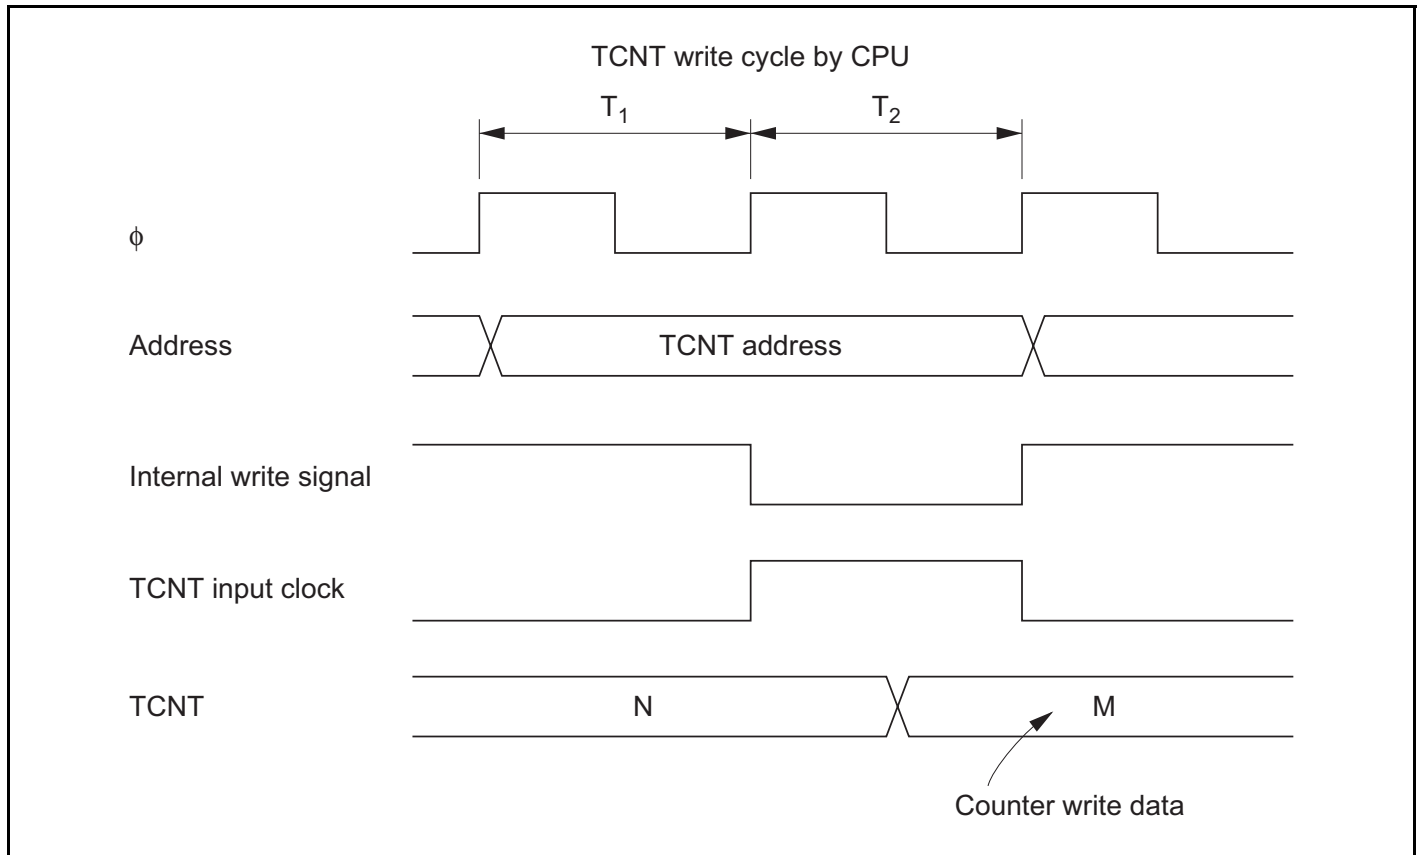 TCNT write cycle by CPU
T1 T2
ϕ
Address TCNT address
Internal write signal
TCNT input clock
TCNT N M
Counter write data